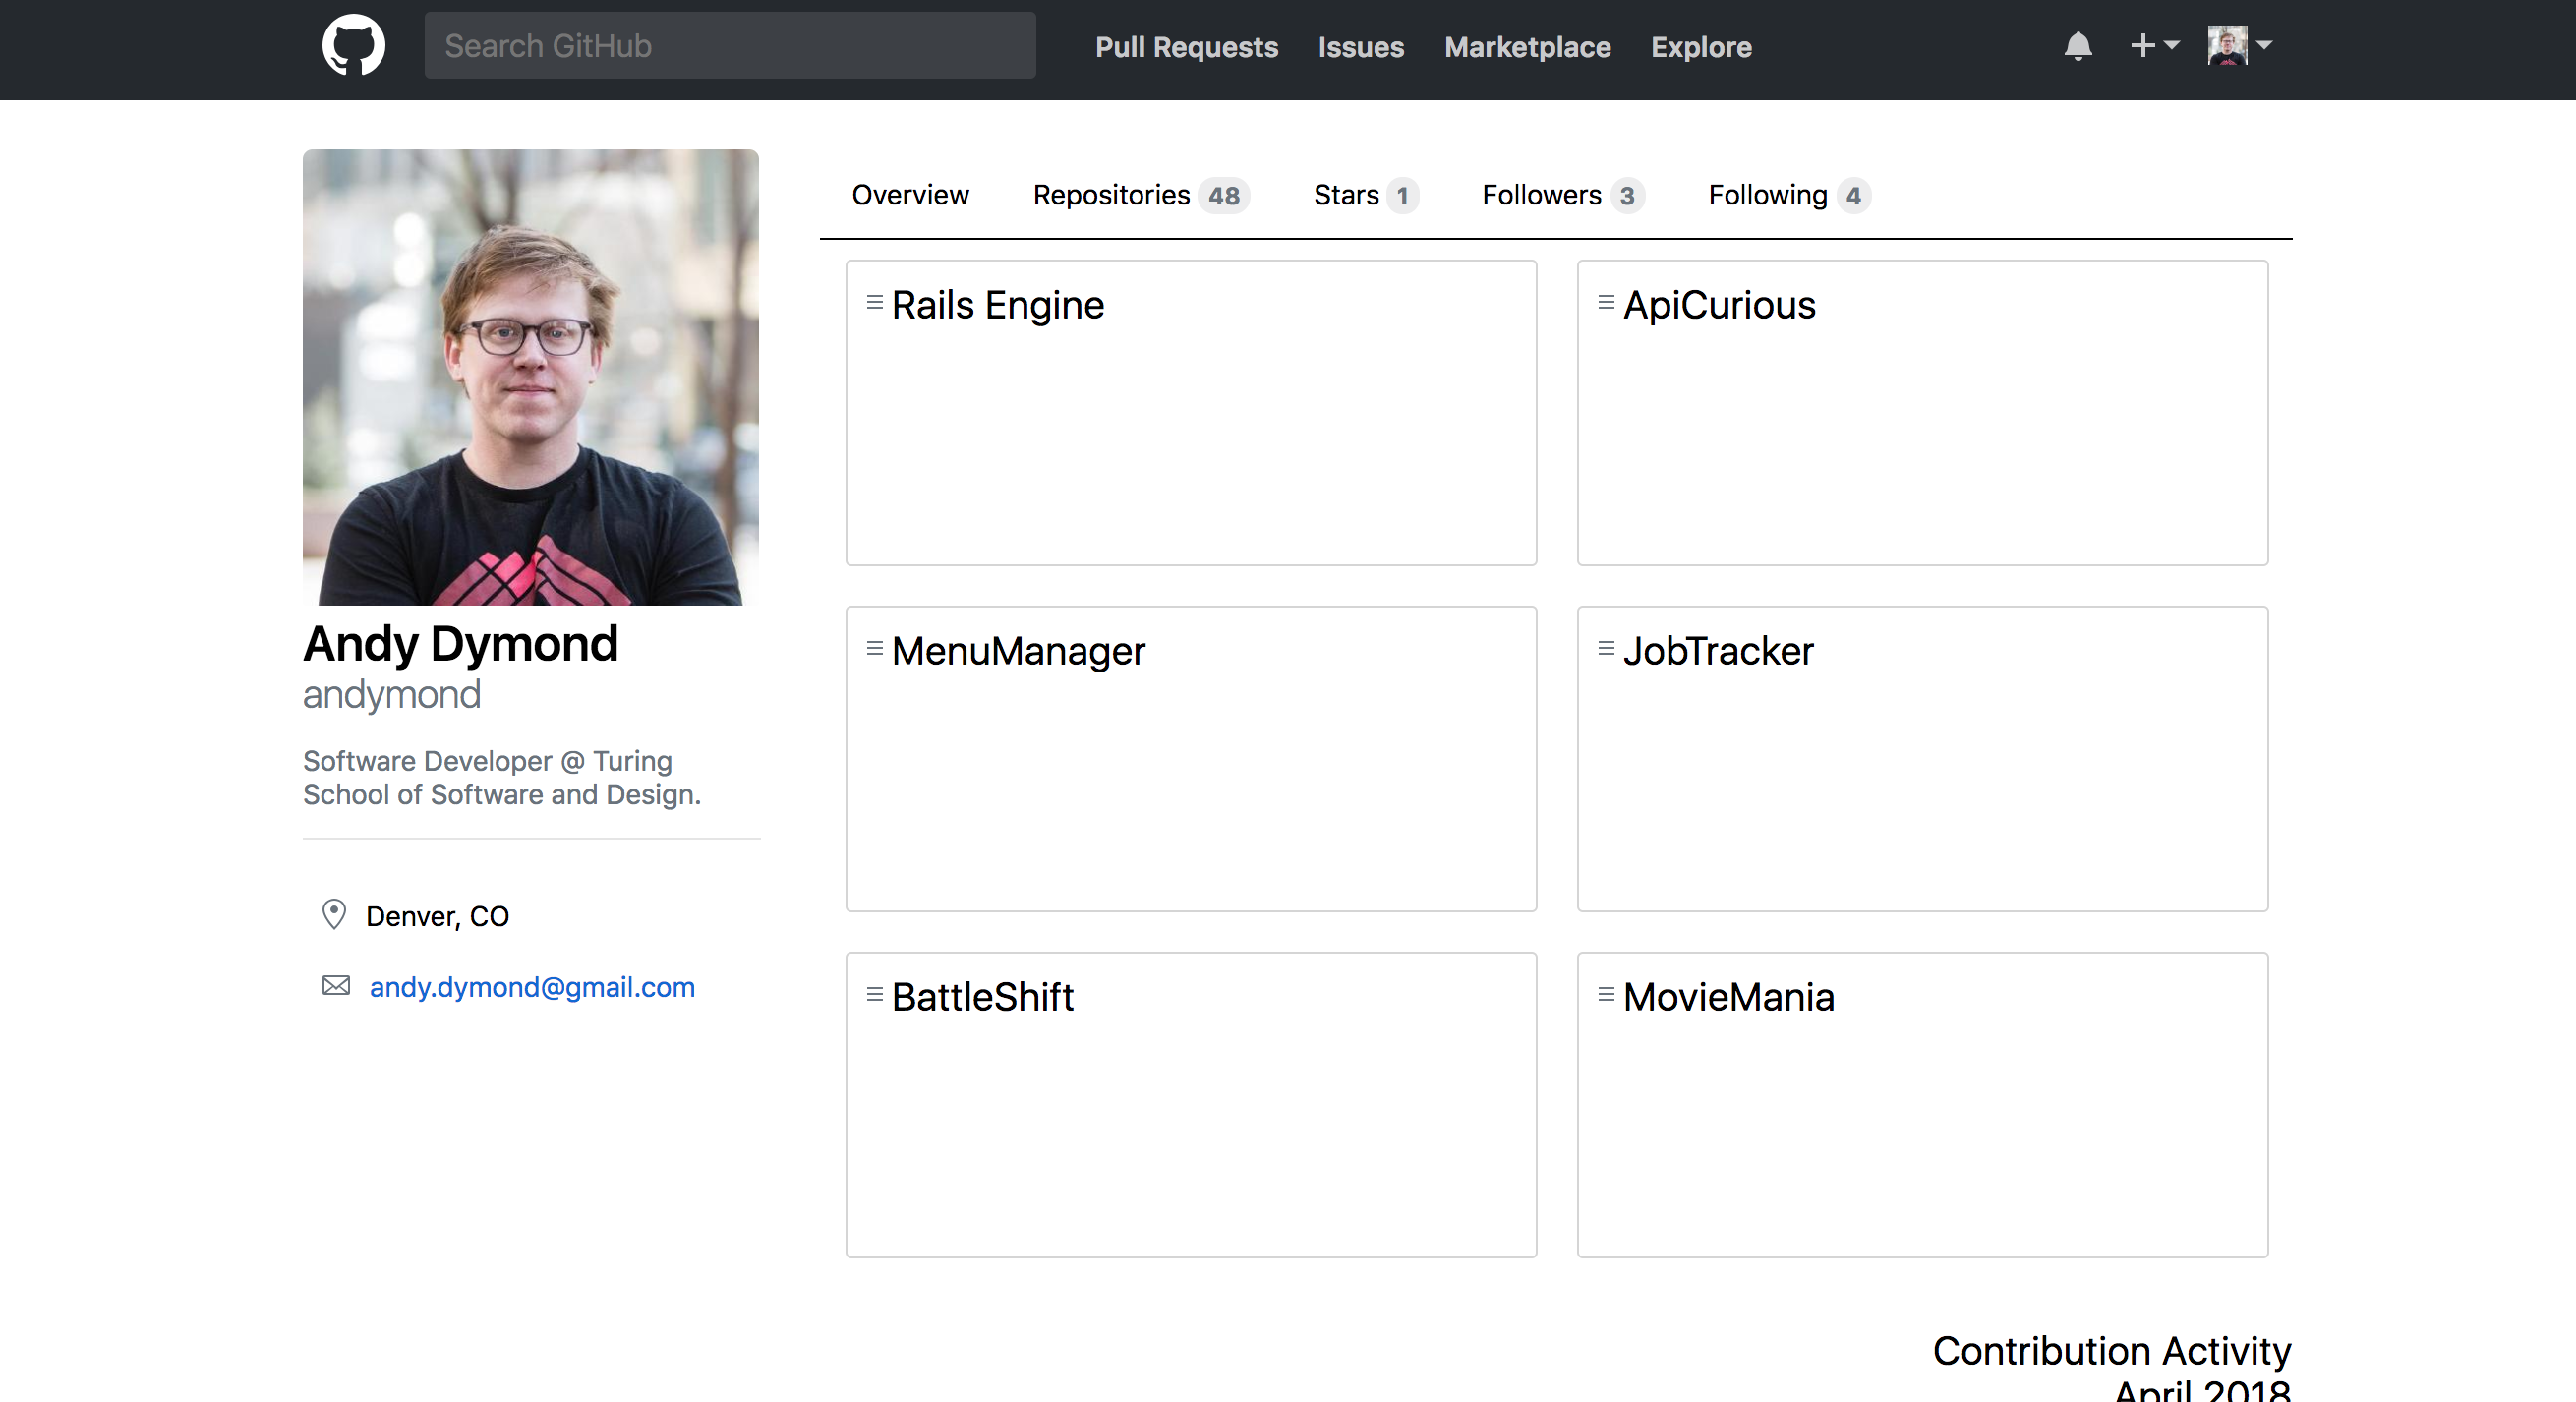 Search GitHub
Pull Requests Issues Marketplace Explore
Overview Repositories 48 Stars 1 Followers 3 Following 4
Andy Dymond
andymond
Software Developer @ Turing
School of Software and Design.
Denver, CO
andy.dymond@gmail.com
Rails Engine
ApiCurious
MenuManager
JobTracker
BattleShift
MovieMania
Contribution Activity
April 2018